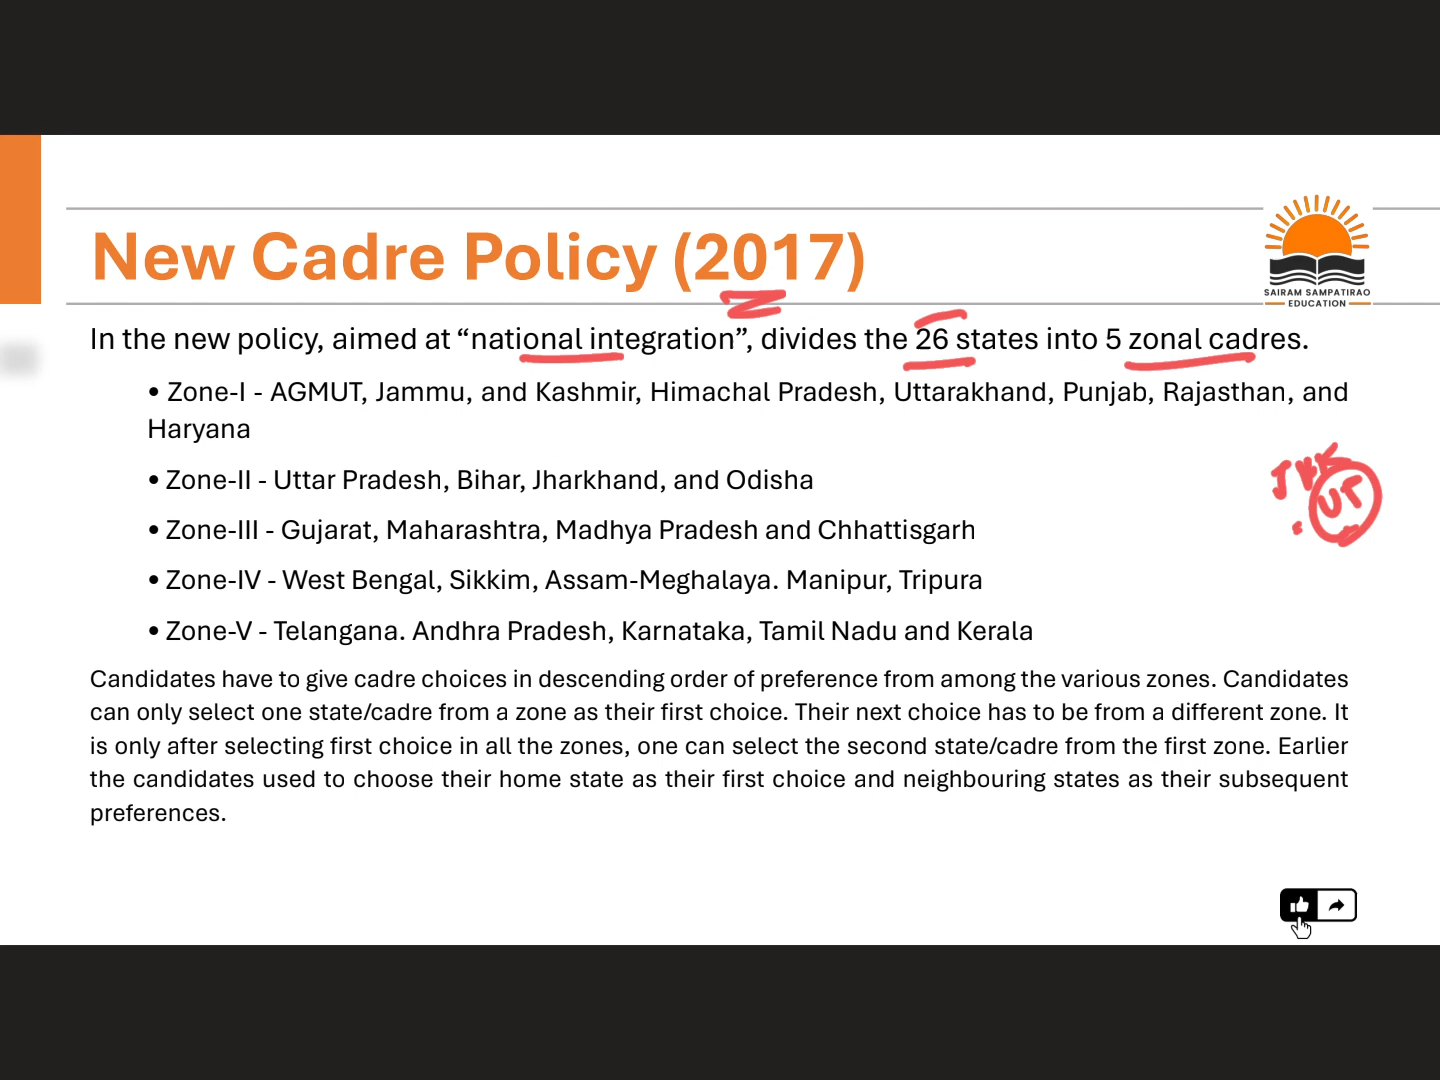 New Cadre Policy (2017)
SAIRAM SAMPATIRAO
EDUCATION
In the new policy, aimed at “national integration”, divides the 26 states into 5 zonal cadres.
• Zone-I - AGMUT, Jammu, and Kashmir, Himachal Pradesh, Uttarakhand, Punjab, Rajasthan, and
Haryana
• Zone-II - Uttar Pradesh, Bihar, Jharkhand, and Odisha
• Zone-III - Gujarat, Maharashtra, Madhya Pradesh and Chhattisgarh
• Zone-IV - West Bengal, Sikkim, Assam-Meghalaya. Manipur, Tripura
• Zone-V - Telangana. Andhra Pradesh, Karnataka, Tamil Nadu and Kerala
J&K
UT
Candidates have to give cadre choices in descending order of preference from among the various zones. Candidates
can only select one state/cadre from a zone as their first choice. Their next choice has to be from a different zone. It
is only after selecting first choice in all the zones, one can select the second state/cadre from the first zone. Earlier
the candidates used to choose their home state as their first choice and neighbouring states as their subsequent
preferences.